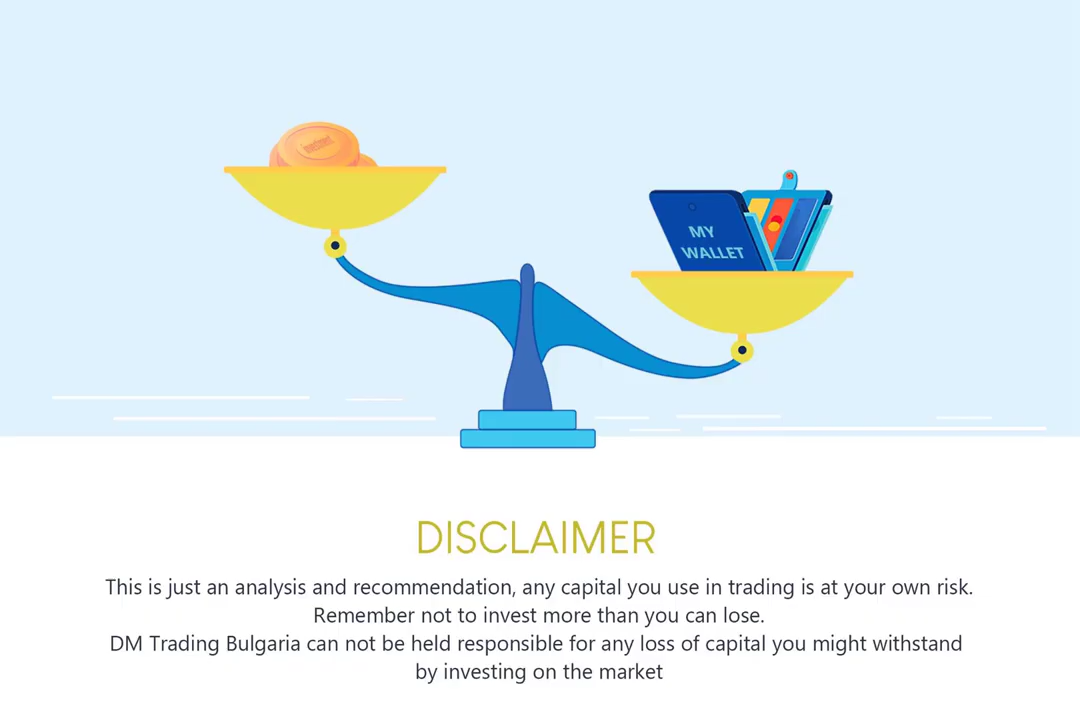 investment
MY
WALLET
DISCLAIMER
This is just an analysis and recommendation, any capital you use in trading is at your own risk.
Remember not to invest more than you can lose.
DM Trading Bulgaria can not be held responsible for any loss of capital you might withstand
by investing on the market